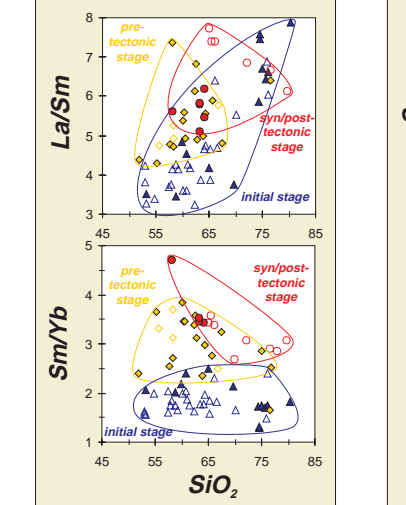 8
pre-
tectonic
stage
7
La/Sm
6
syn/post-
tectonic
stage
5
4
initial stage
3
45 55 65 75 85
5
pre-
tectonic
stage
syn/post-
tectonic
stage
4
Sm/Yb
3
2
initial stage
1
45 55 65 75 85
SiO2